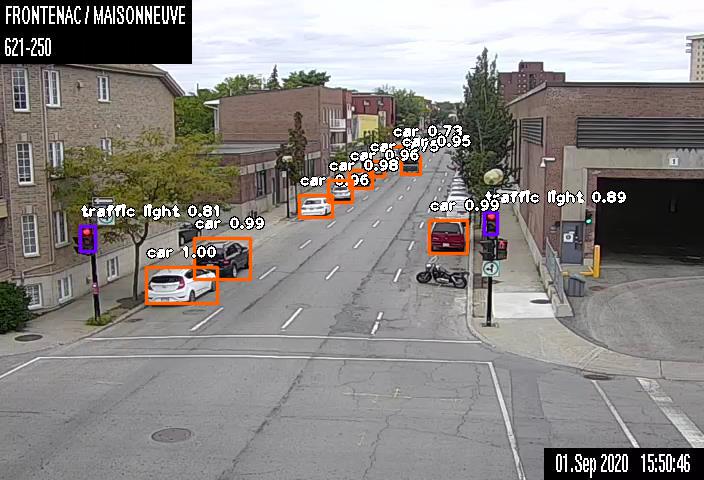 FRONTENAC / MAISONNEUVE
621-250
car 0.73
car 0.95
car 0.96
car 0.98
car 0.96
traffic light 0.89
traffic light 0.81
car 0.99
car 0.99
car 1.00
01.Sep 2020 15:50:46